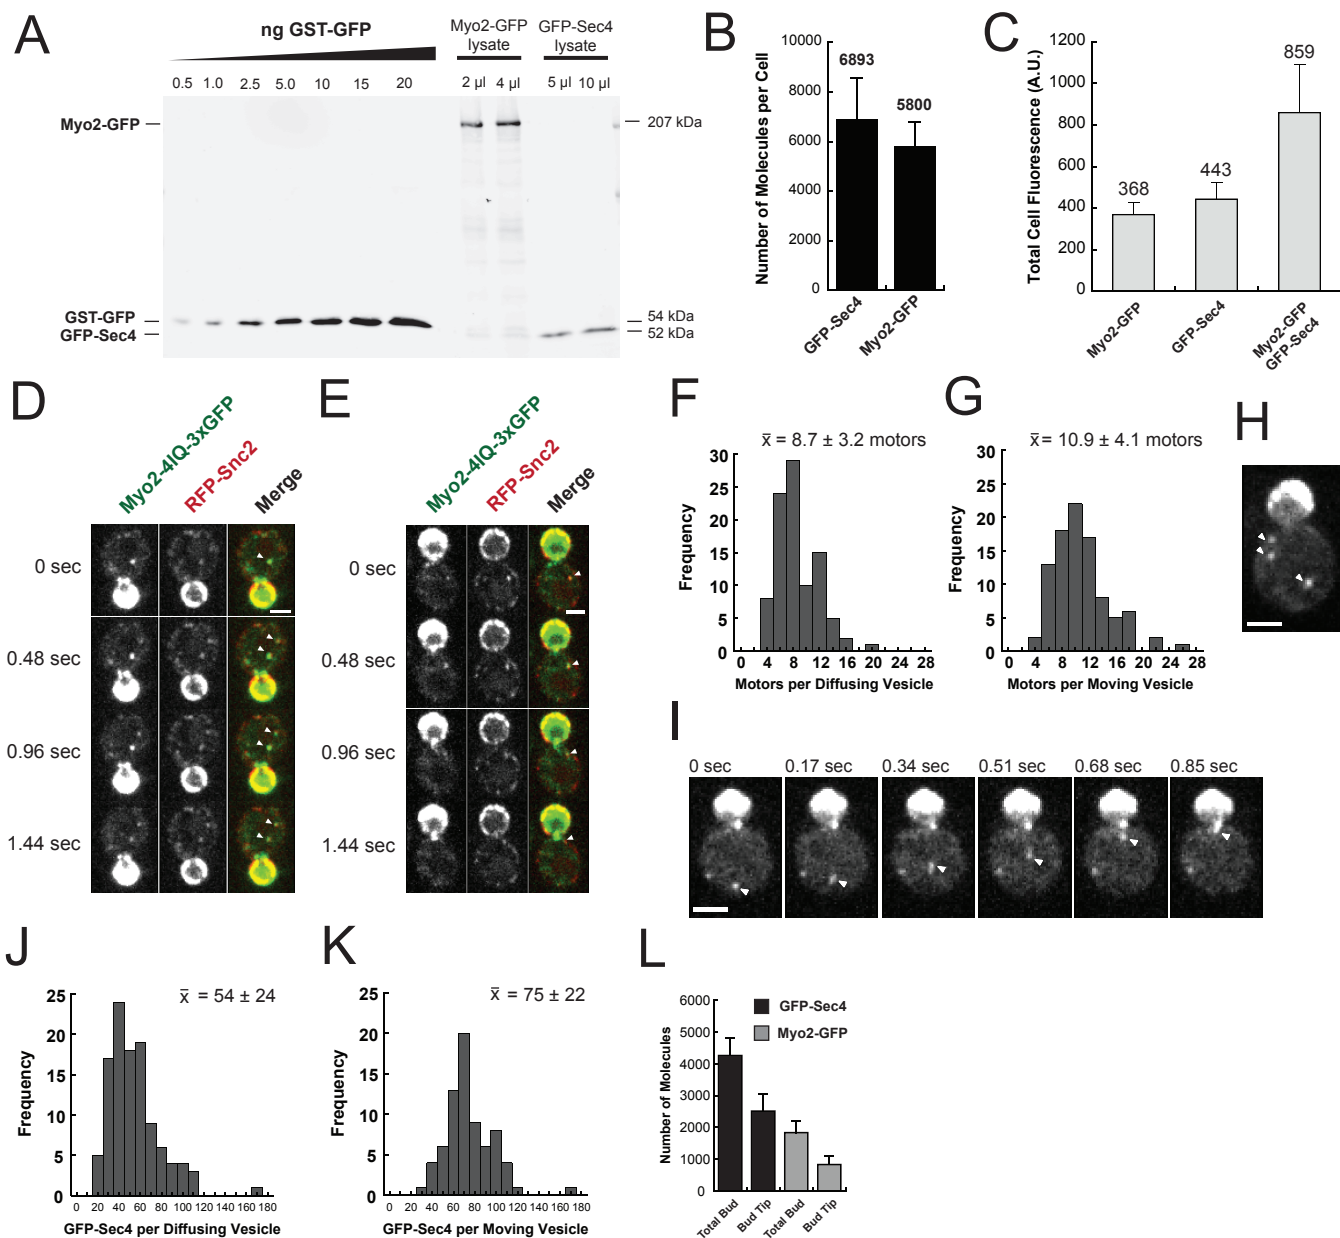 A
ng GST-GFP
Myo2-GFP lysate
GFP-Sec4 lysate
0.5 1.0 2.5 5.0 10 15 20 2 µl 4 µl 5 µl 10 µl
Myo2-GFP
207 kDa
GST-GFP
GFP-Sec4
54 kDa
52 kDa
B
Number of Molecules per Cell
10000
8000
6000
4000
2000
0
6893
5800
GFP-Sec4
Myo2-GFP
C
Total Cell Fluorescence (A.U.)
1200
1000
800
600
400
200
0
368
443
859
Myo2-GFP
GFP-Sec4
Myo2-GFP
GFP-Sec4
D
Myo2-4IQ-3xGFP
RFP-Snc2
Merge
0 sec
0.48 sec
0.96 sec
1.44 sec
E
Myo2-4IQ-3xGFP
RFP-Snc2
Merge
0 sec
0.48 sec
0.96 sec
1.44 sec
F
x̄ = 8.7 ± 3.2 motors
Frequency
30
25
20
15
10
5
0
0 4 8 12 16 20 24 28
Motors per Diffusing Vesicle
G
x̄ = 10.9 ± 4.1 motors
Frequency
30
25
20
15
10
5
0
0 4 8 12 16 20 24 28
Motors per Moving Vesicle
H
I
0 sec 0.17 sec 0.34 sec 0.51 sec 0.68 sec 0.85 sec
J
x̄ = 54 ± 24
Frequency
25
20
15
10
5
0
0 20 40 60 80 100 120 140 160 180
GFP-Sec4 per Diffusing Vesicle
K
x̄ = 75 ± 22
Frequency
25
20
15
10
5
0
0 20 40 60 80 100 120 140 160 180
GFP-Sec4 per Moving Vesicle
L
Number of Molecules
6000
5000
4000
3000
2000
1000
0
GFP-Sec4
Myo2-GFP
Total Bud
Bud Tip
Total Bud
Bud Tip